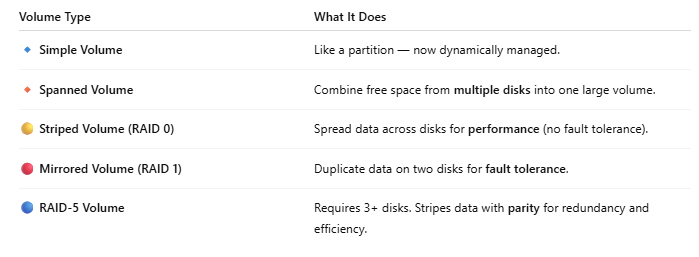 Volume Type What It Does
Simple Volume Like a partition — now dynamically managed.
Spanned Volume Combine free space from multiple disks into one large volume.
Striped Volume (RAID 0) Spread data across disks for performance (no fault tolerance).
Mirrored Volume (RAID 1) Duplicate data on two disks for fault tolerance.
RAID-5 Volume Requires 3+ disks. Stripes data with parity for redundancy and
efficiency.